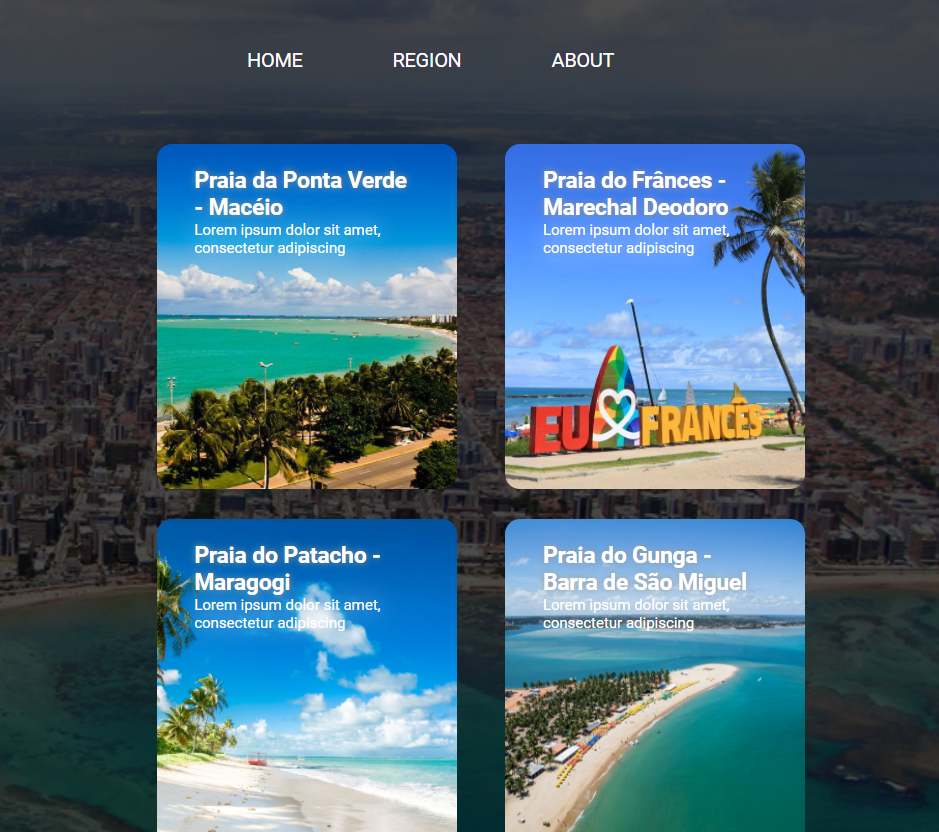 HOME REGION ABOUT
Praia da Ponta Verde
- Macéio
Lorem ipsum dolor sit amet,
consectetur adipiscing
Praia do Frânces -
Marechal Deodoro
Lorem ipsum dolor sit amet,
consectetur adipiscing
EU FRANCÊS
Praia do Patacho -
Maragogi
Lorem ipsum dolor sit amet,
consectetur adipiscing
Praia do Gunga -
Barra de São Miguel
Lorem ipsum dolor sit amet,
consectetur adipiscing